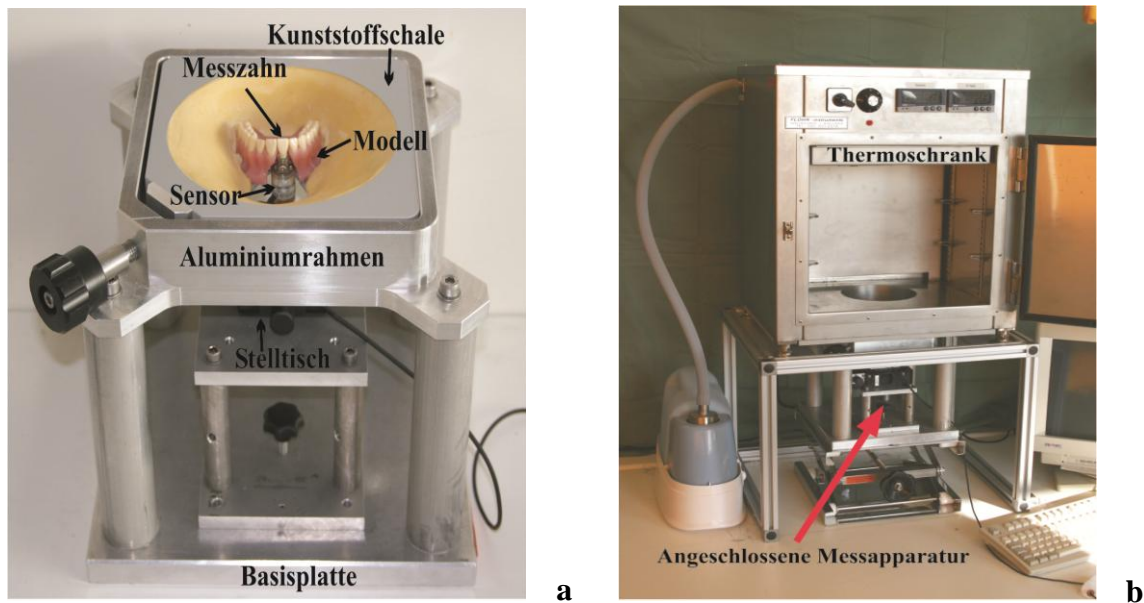 Kunststoffschale
Messzahn
Modell
Sensor
Aluminiumrahmen
Stelltisch
Basisplatte
a
Thermoschrank
Angeschlossene Messapparatur
b